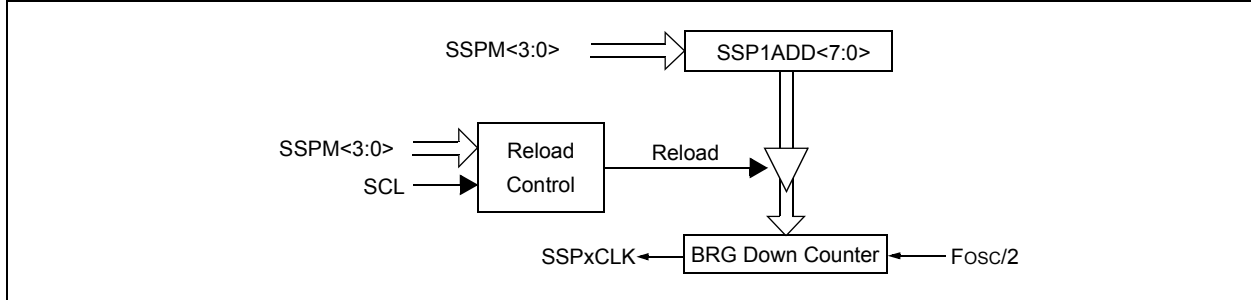 SSPM<3:0>
SSP1ADD<7:0>
SSPM<3:0>
Reload
Control
Reload
SCL
SSPxCLK
BRG Down Counter
FOSC/2